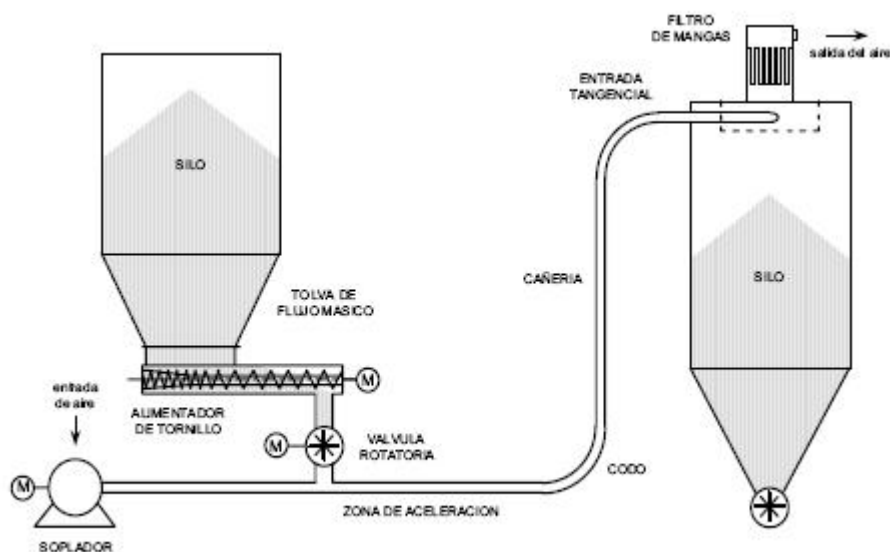 FILTRO
DE MANGAS
salida del aire
ENTRADA
TANGENCIAL
SILO
CAÑERIA
SILO
TOLVA DE
FLUJO MASICO
entrada
de aire
M
ALIMENTADOR
DE TORNILLO
M
VALVULA
ROTATORIA
M
CODO
ZONA DE ACELERACION
SOPLADOR